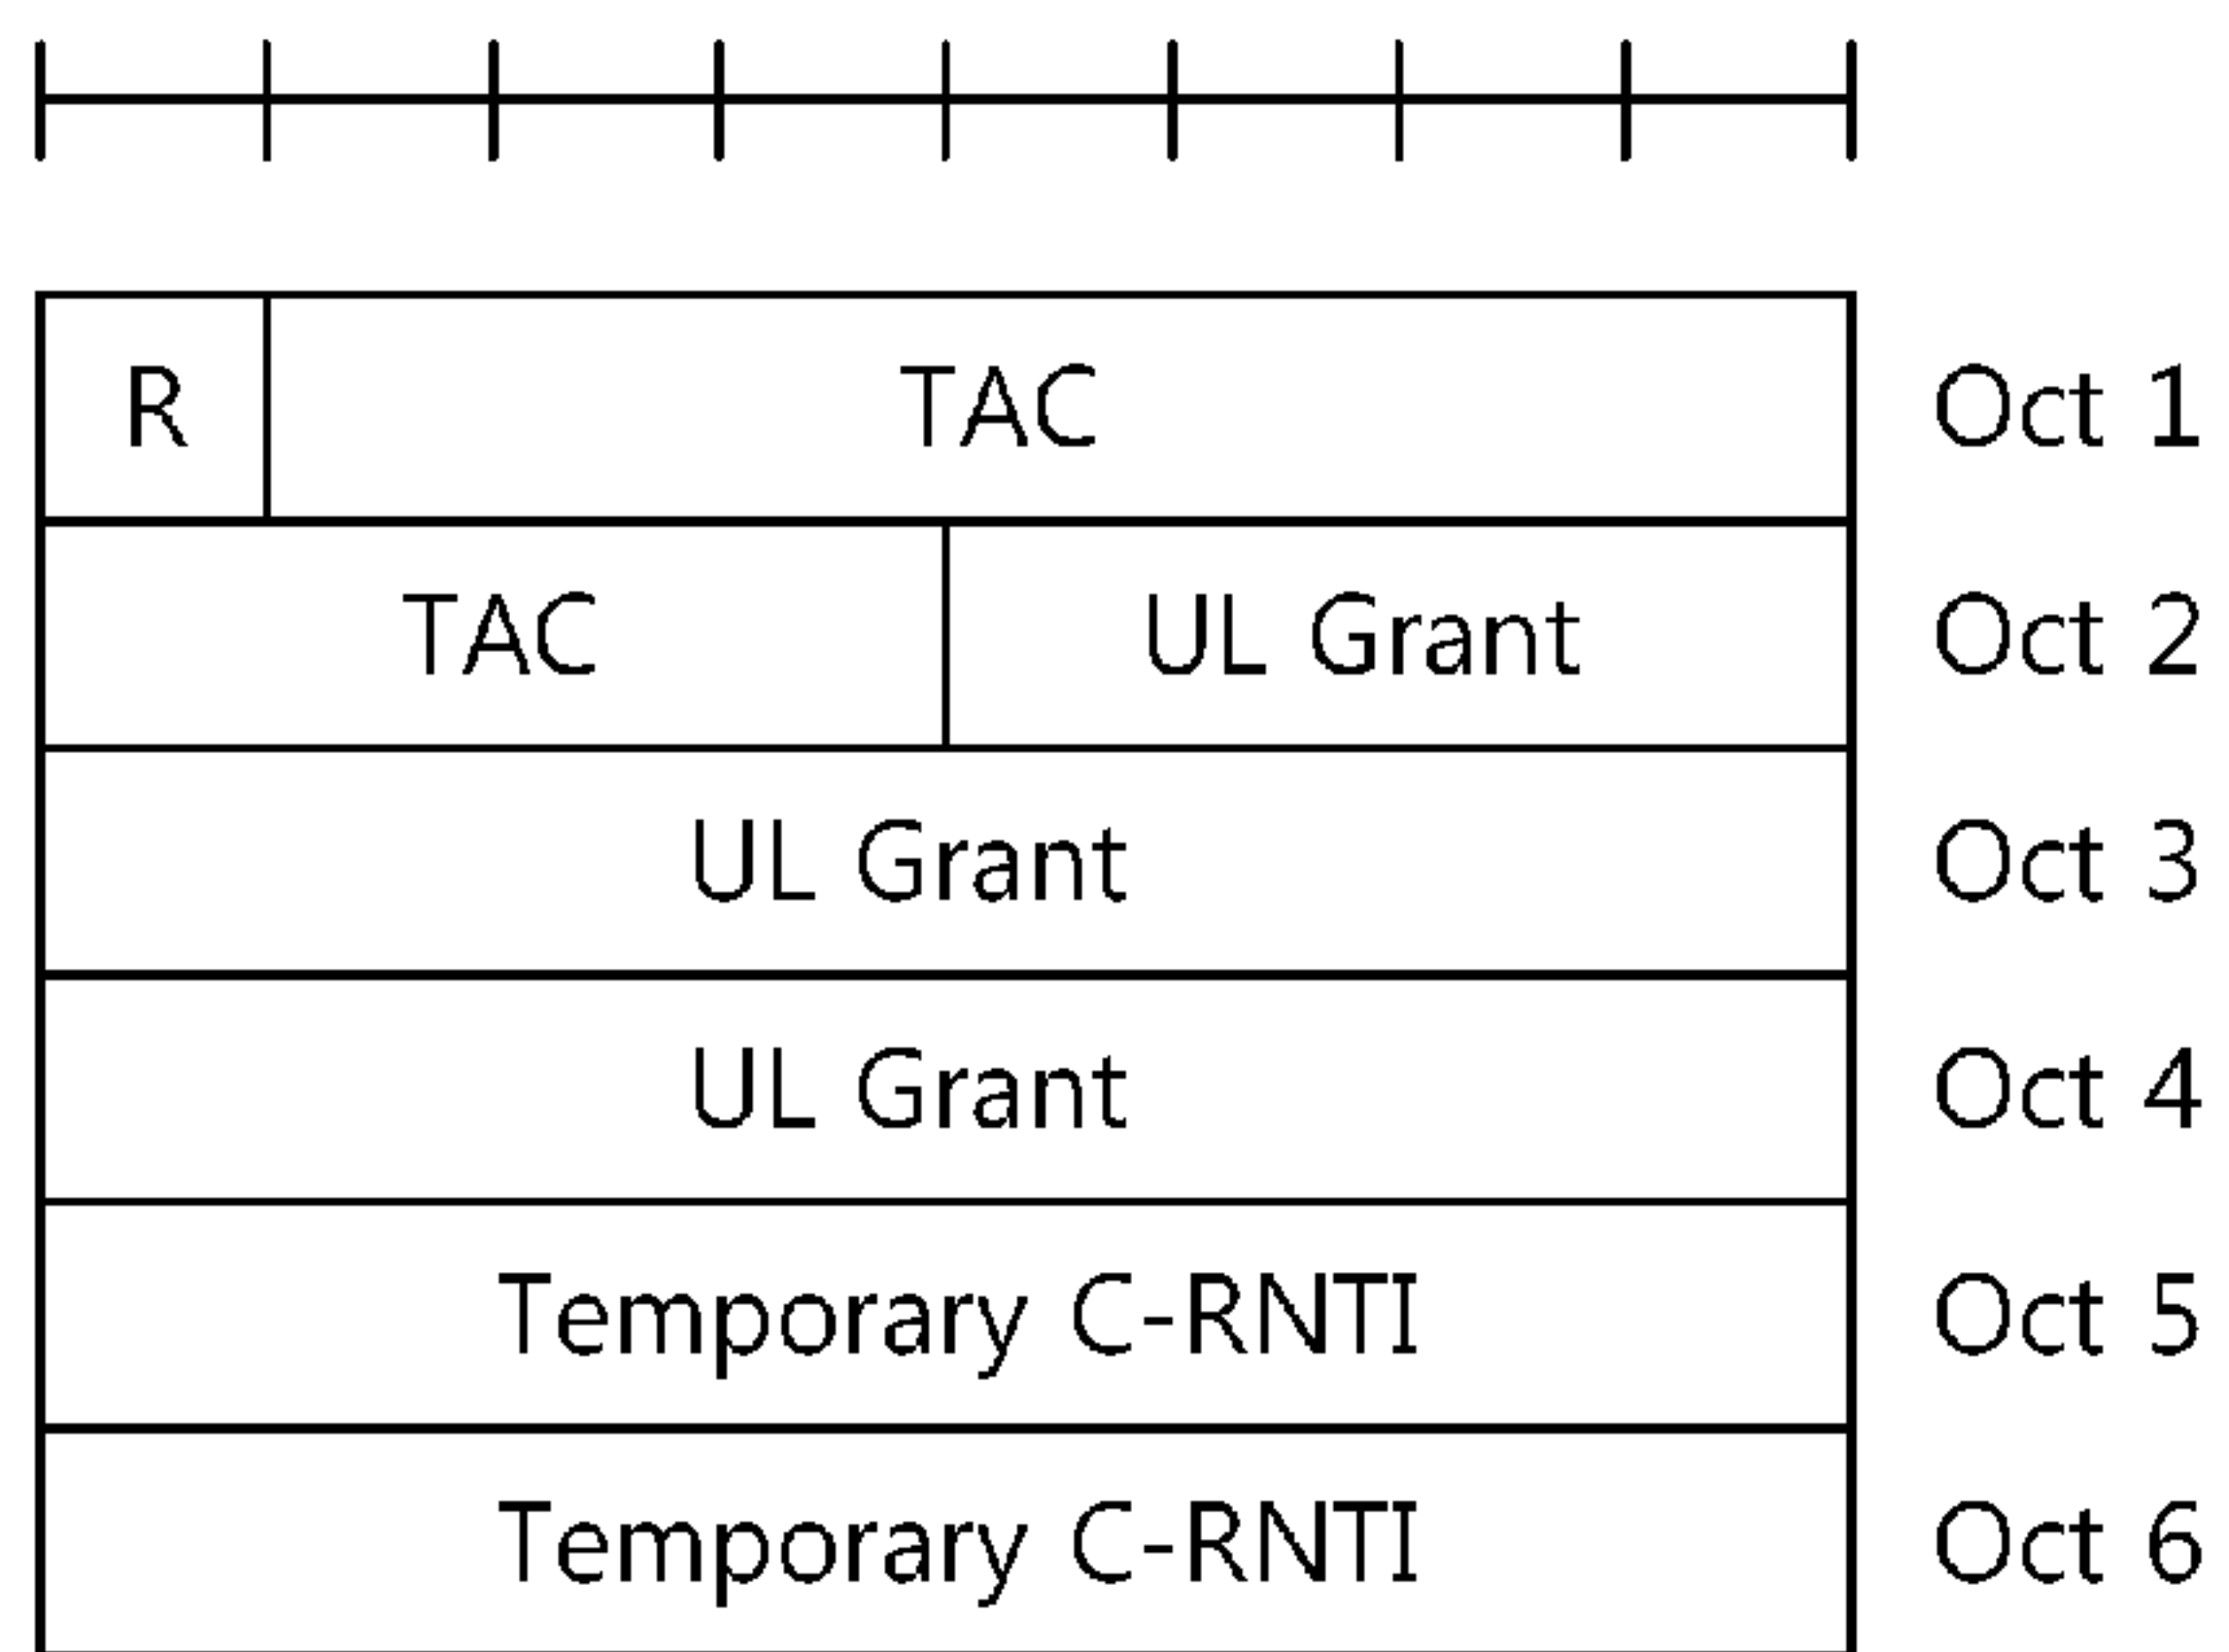 R TAC Oct 1
TAC UL Grant Oct 2
UL Grant Oct 3
UL Grant Oct 4
Temporary C-RNTI Oct 5
Temporary C-RNTI Oct 6